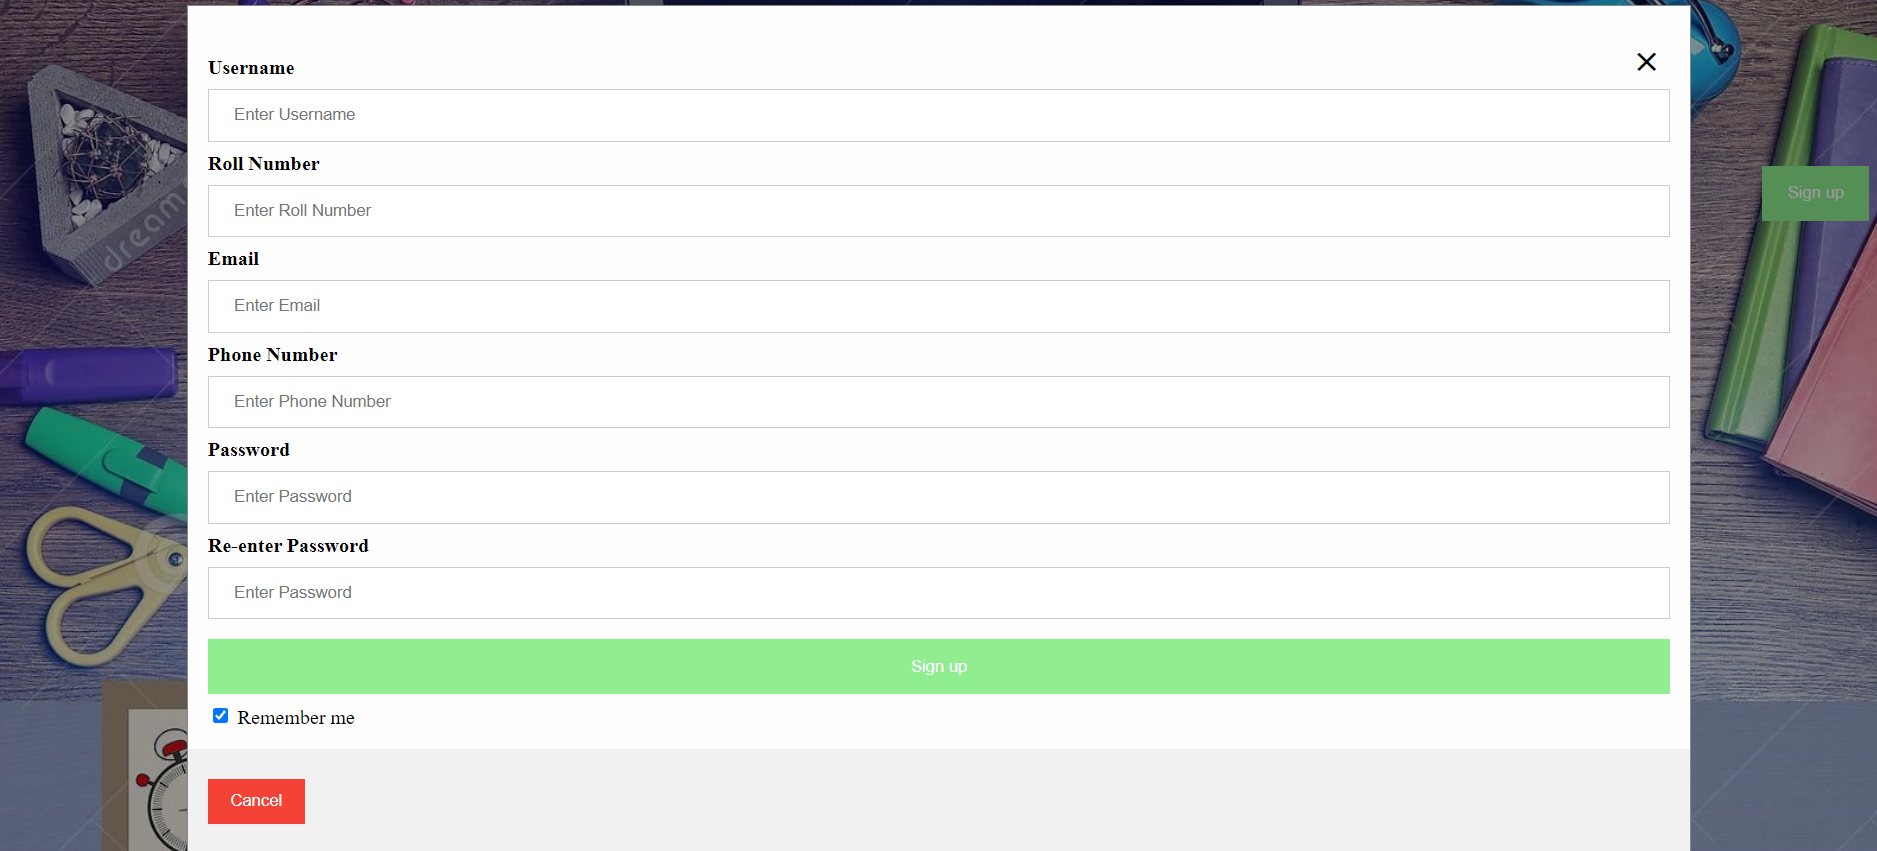 Username
Enter Username
Roll Number
Enter Roll Number
Email
Enter Email
Phone Number
Enter Phone Number
Password
Enter Password
Re-enter Password
Enter Password
Sign up
Remember me
Cancel
Sign up
dream